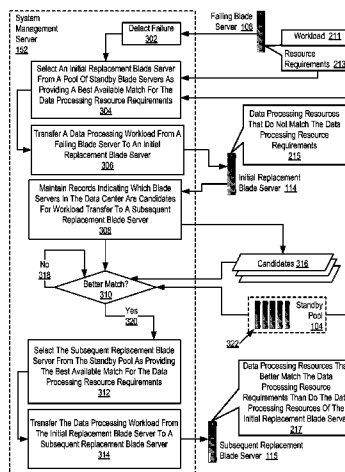 System
Management
Server
152
Detect Failure
302
Failing Blade
Server 108
Workload 211
Resource
Requirements 213
Select An Initial Replacement Blade Server
From A Pool Of Standby Blade Servers As
Providing A Best Available Match For The
Data Processing Resource Requirements
304
Transfer A Data Processing Workload From A
Failing Blade Server To An Initial
Replacement Blade Server
306
Data Processing Resources
That Do Not Match The Data
Processing Resource
Requirements
215
Initial Replacement
Blade Server 114
Maintain Records Indicating Which Blade
Servers In The Data Center Are Candidates
For Workload Transfer To A Subsequent
Replacement Blade Server
308
Candidates 316
No
318
Better Match?
310
Yes
320
Standby
Pool
104
322
Select The Subsequent Replacement Blade
Server From The Standby Pool As Providing
The Best Available Match For The Data
Processing Resource Requirements
312
Data Processing Resources That
Better Match The Data
Processing Resource
Requirements Than Do The Data
Processing Resources Of The
Initial Replacement Blade Server
217
Transfer The Data Processing Workload From
The Initial Replacement Blade Server To A
Subsequent Replacement Blade Server
314
Subsequent Replacement
Blade Server 115